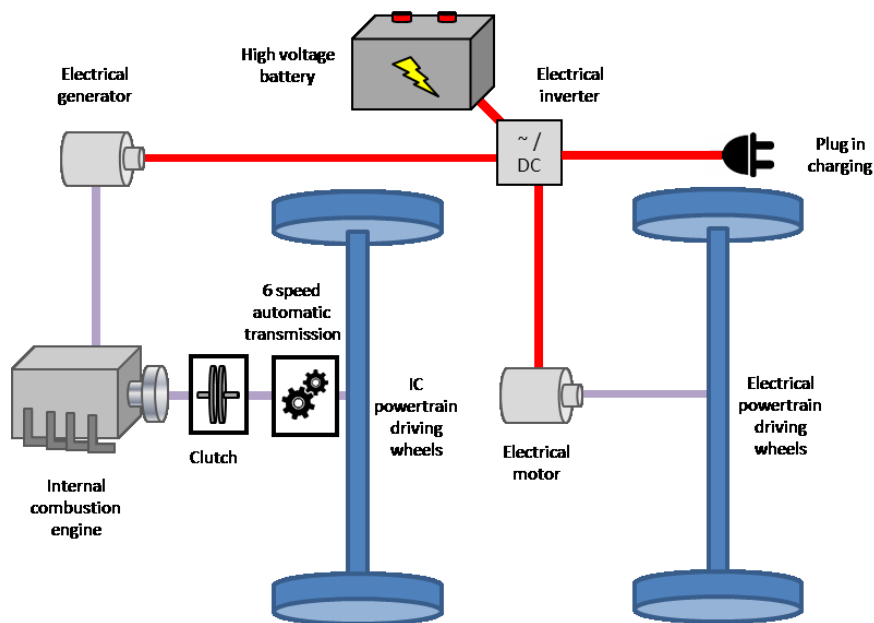 High voltage
battery
Electrical
generator
Electrical
inverter
~ /
DC
Plug in
charging
6 speed
automatic
transmission
IC
powertrain
driving
wheels
Electrical
powertrain
driving
wheels
Clutch
Electrical
motor
Internal
combustion
engine